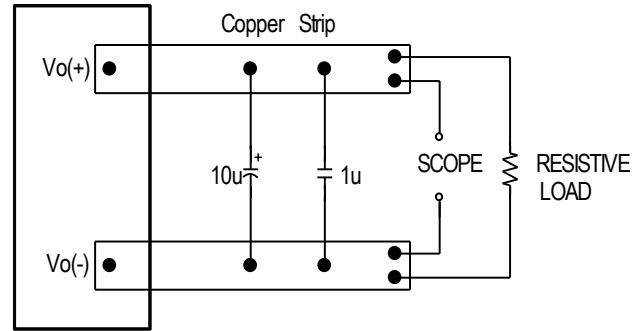 Copper Strip
Vo(+)
+
10u
1u
SCOPE
RESISTIVE
LOAD
Vo(-)